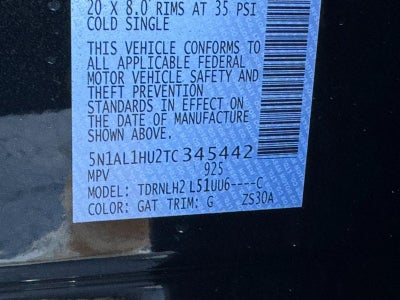 20 X 8.0 RIMS AT 35 PSI
COLD SINGLE
THIS VEHICLE CONFORMS TO
ALL APPLICABLE FEDERAL
MOTOR VEHICLE SAFETY AND
THEFT PREVENTION
STANDARDS IN EFFECT ON
THE DATE OF MANUFACTURE
SHOWN ABOVE.
5N1AL1HU2TC345442
MPV 925
MODEL: TDRNLH2 L51UU6----C
COLOR: GAT TRIM: G ZS30A